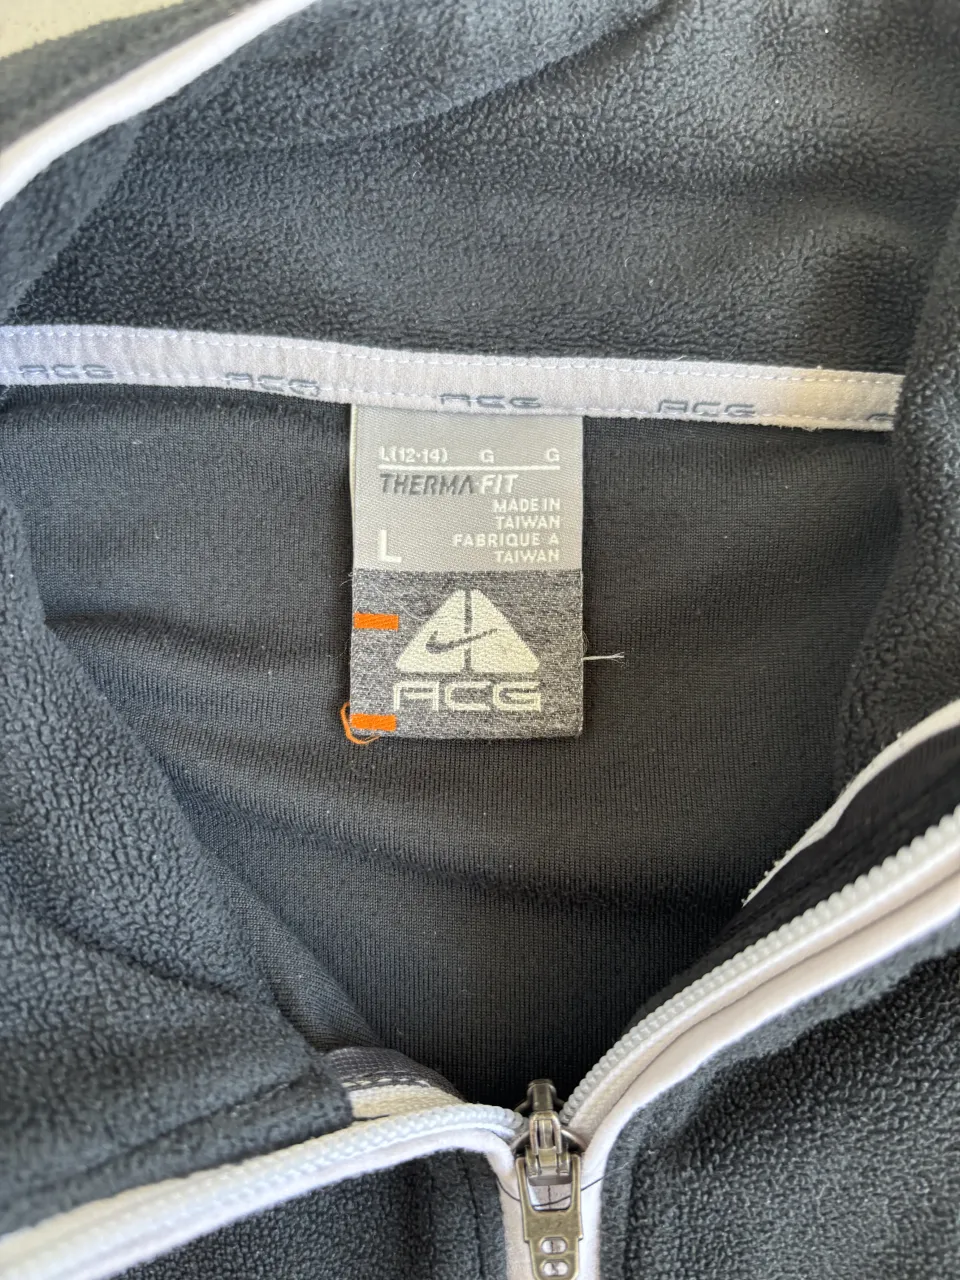 ACG ACG ACG ACG
L(12-14) G G
THERMA-FIT
MADE IN
TAIWAN
FABRIQUE A
TAIWAN
L
ACG